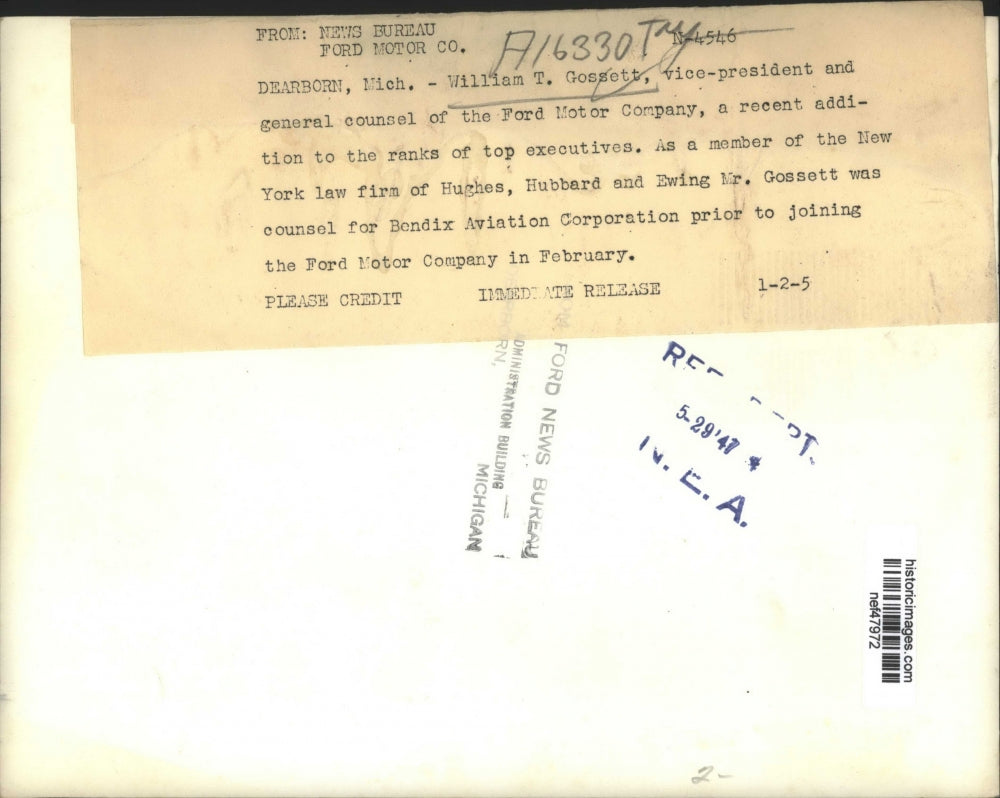 FROM: NEWS BUREAU
FORD MOTOR CO.
A16330
N-4546
DEARBORN, Mich. - William T. Gossett, vice-president and
general counsel of the Ford Motor Company, a recent addi-
tion to the ranks of top executives. As a member of the New
York law firm of Hughes, Hubbard and Ewing Mr. Gossett was
counsel for Bendix Aviation Corporation prior to joining
the Ford Motor Company in February.
PLEASE CREDIT IMMEDIATE RELEASE 1-2-5
FORD NEWS BUREAU
ADMINISTRATION BUILDING
MICHIGAN
5-29'47
N. E. A.
historicimages.com
nef47972
2-